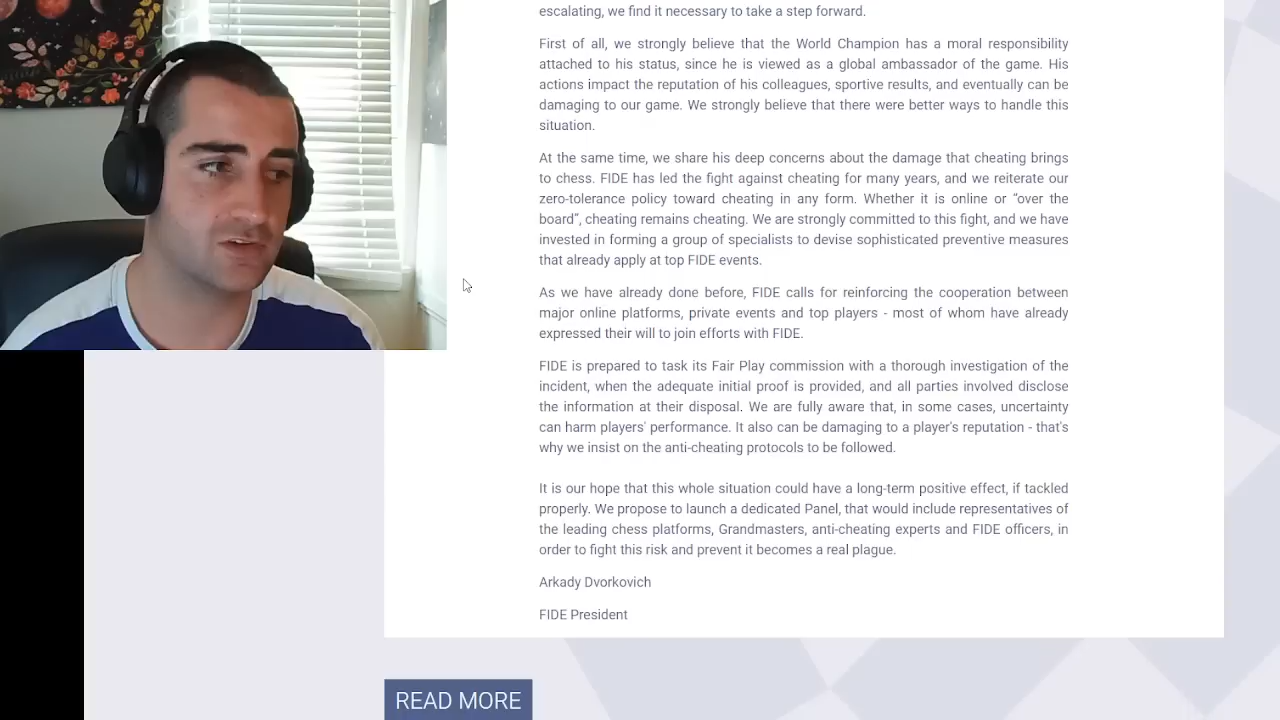 escalating, we find it necessary to take a step forward.
First of all, we strongly believe that the World Champion has a moral responsibility
attached to his status, since he is viewed as a global ambassador of the game. His
actions impact the reputation of his colleagues, sportive results, and eventually can be
damaging to our game. We strongly believe that there were better ways to handle this
situation.
At the same time, we share his deep concerns about the damage that cheating brings
to chess. FIDE has led the fight against cheating for many years, and we reiterate our
zero-tolerance policy toward cheating in any form. Whether it is online or “over the
board”, cheating remains cheating. We are strongly committed to this fight, and we have
invested in forming a group of specialists to devise sophisticated preventive measures
that already apply at top FIDE events.
As we have already done before, FIDE calls for reinforcing the cooperation between
major online platforms, private events and top players - most of whom have already
expressed their will to join efforts with FIDE.
FIDE is prepared to task its Fair Play commission with a thorough investigation of the
incident, when the adequate initial proof is provided, and all parties involved disclose
the information at their disposal. We are fully aware that, in some cases, uncertainty
can harm players' performance. It also can be damaging to a player's reputation - that's
why we insist on the anti-cheating protocols to be followed.
It is our hope that this whole situation could have a long-term positive effect, if tackled
properly. We propose to launch a dedicated Panel, that would include representatives of
the leading chess platforms, Grandmasters, anti-cheating experts and FIDE officers, in
order to fight this risk and prevent it becomes a real plague.
Arkady Dvorkovich
FIDE President
READ MORE